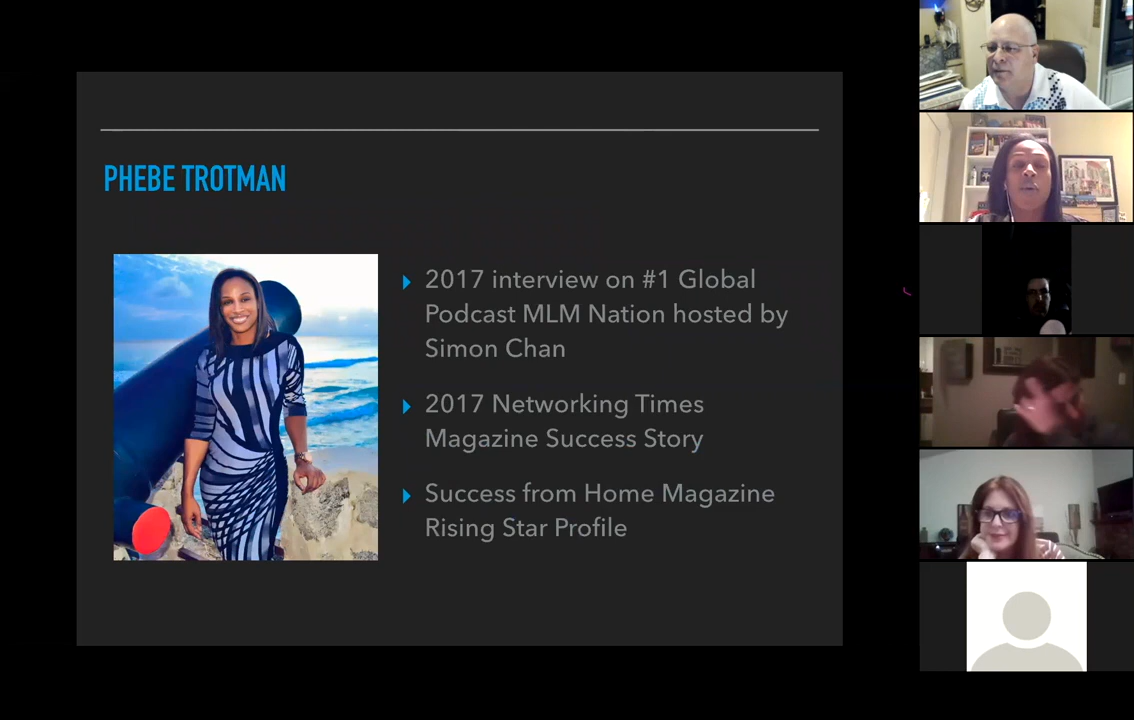 PHEBE TROTMAN
2017 interview on #1 Global
Podcast MLM Nation hosted by
Simon Chan
2017 Networking Times
Magazine Success Story
Success from Home Magazine
Rising Star Profile